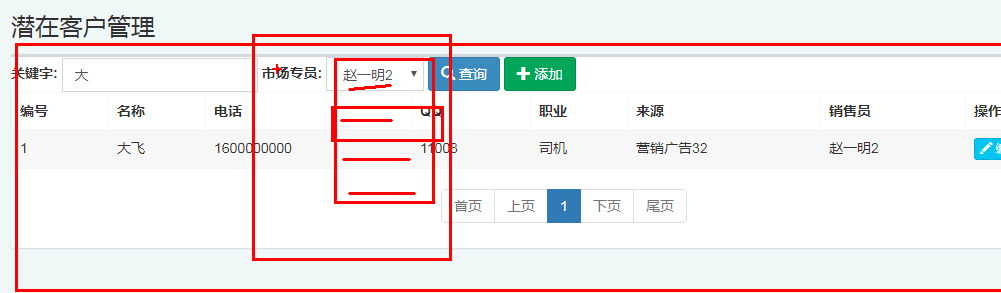 潜在客户管理
关键字: 大 市场专员: 赵一明2 查询 添加
编号 名称 电话 QQ 职业 来源 销售员 操作
1 大飞 1600000000 11008 司机 营销广告32 赵一明2
首页 上页 1 下页 尾页